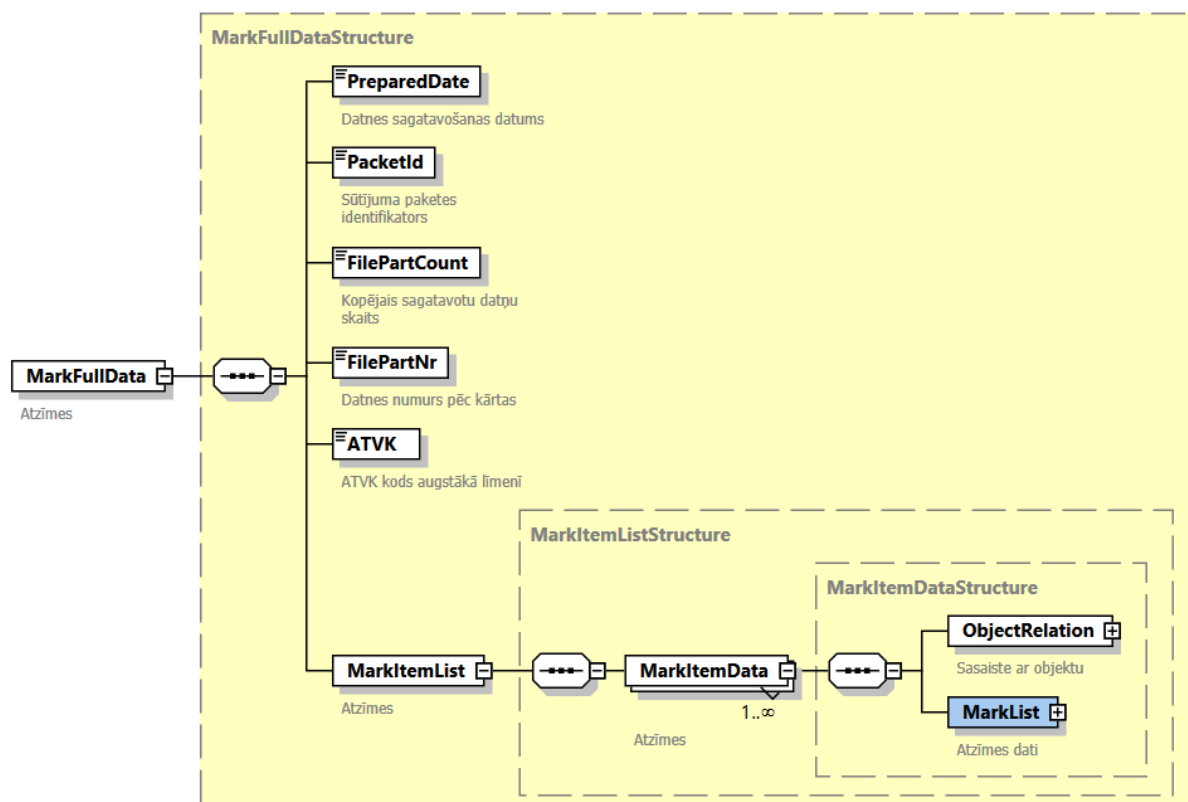 MarkFullDataStructure
PreparedDate
Datnes sagatavošanas datums
PacketId
Sūtījuma paketes
identifikators
FilePartCount
Kopējais sagatavotu datņu
skaits
FilePartNr
Datnes numurs pēc kārtas
MarkFullData
Atzīmes
ATVK
ATVK kods augstākā līmenī
MarkItemListStructure
MarkItemDataStructure
ObjectRelation
Sasaiste ar objektu
MarkItemList
Atzīmes
MarkItemData
1..∞
Atzīmes
MarkList
Atzīmes dati